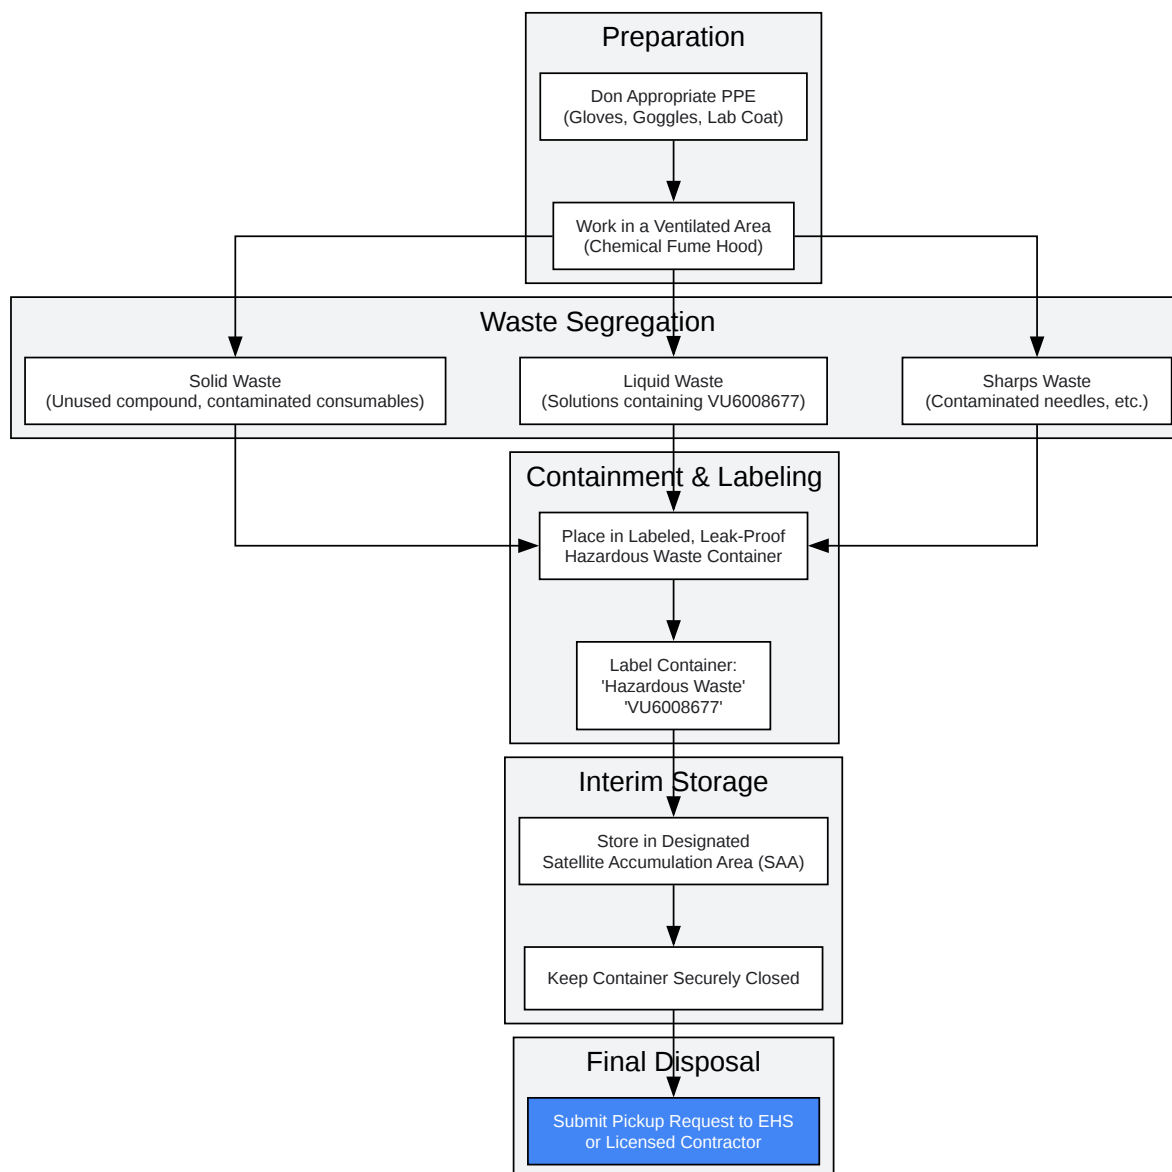 Preparation
Don Appropriate PPE
(Gloves, Goggles, Lab Coat)
Work in a Ventilated Area
(Chemical Fume Hood)
Waste Segregation
Solid Waste
(Unused compound, contaminated consumables)
Liquid Waste
(Solutions containing VU6008677)
Sharps Waste
(Contaminated needles, etc.)
Containment & Labeling
Place in Labeled, Leak-Proof
Hazardous Waste Container
Label Container:
'Hazardous Waste'
'VU6008677'
Interim Storage
Store in Designated
Satellite Accumulation Area (SAA)
Keep Container Securely Closed
Final Disposal
Submit Pickup Request to EHS
or Licensed Contractor